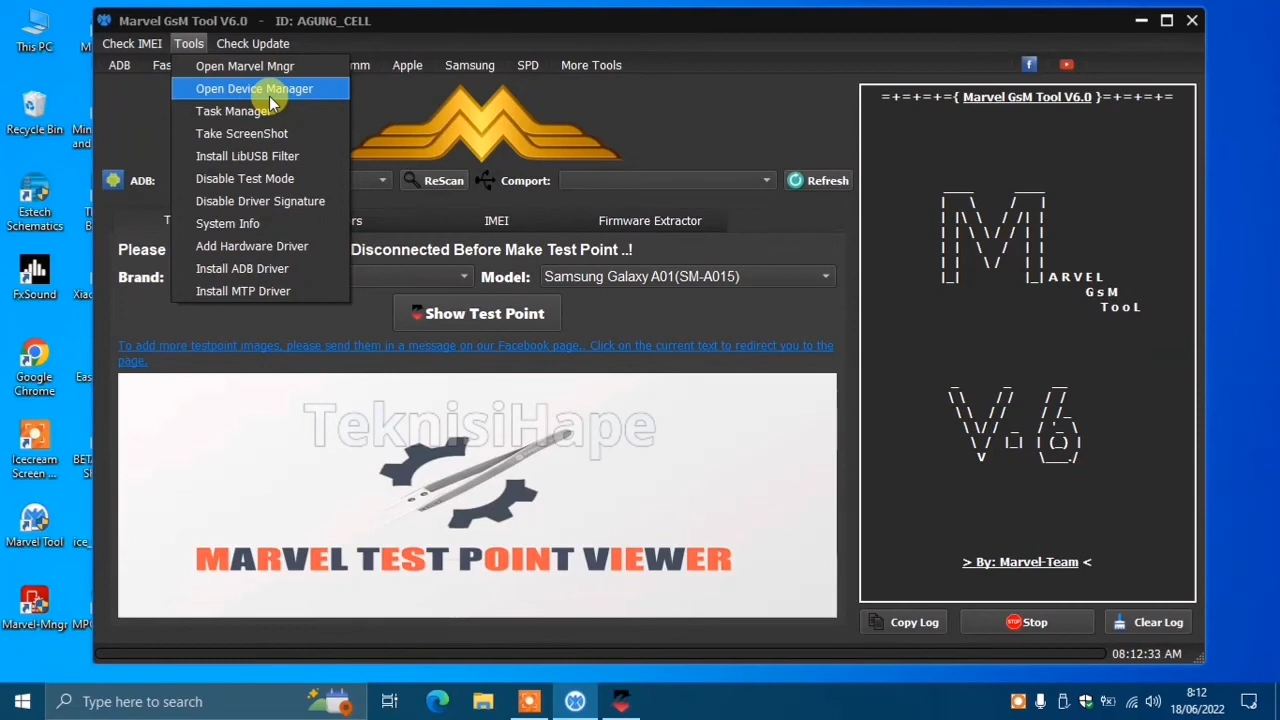 This PC
Marvel GsM Tool V6.0 - ID: AGUNG_CELL
Check IMEI Tools Check Update
Open Marvel Mngr
Open Device Manager
Task Manager
Take ScreenShot
Install LibUSB Filter
Disable Test Mode
Disable Driver Signature
System Info
Add Hardware Driver
Install ADB Driver
Install MTP Driver
ADB Apple Samsung SPD More Tools
ADB: ReScan Comport: Refresh
IMEI Firmware Extractor
Please Disconnected Before Make Test Point ..!
Brand: Model: Samsung Galaxy A01(SM-A015)
Show Test Point
To add more testpoint images, please send them in a message on our Facebook page.. Click on the current text to redirect you to the
page.
TeknisiHape
MARVEL TEST POINT VIEWER
=+=+=+={ Marvel GsM Tool V6.0 }=+=+=+=
M
ARVEL
GsM
TooL
V.6
> By: Marvel-Team <
Copy Log Stop Clear Log
08:12:33 AM
Recycle Bin
Estech
Schematics
FxSound
Google
Chrome
Icecream
Screen ...
Marvel Tool
Marvel-Mngr
Type here to search
8:12
18/06/2022